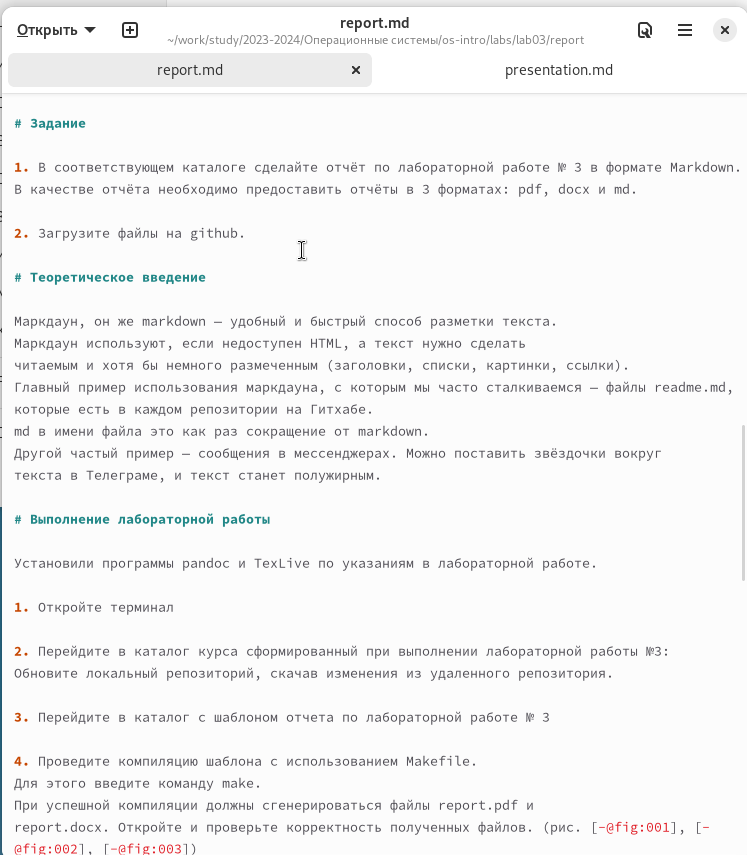 Открыть
report.md
~/work/study/2023-2024/Операционные системы/os-intro/labs/lab03/report
report.md
presentation.md
# Задание
1. В соответствующем каталоге сделайте отчёт по лабораторной работе № 3 в формате Markdown.
В качестве отчёта необходимо предоставить отчёты в 3 форматах: pdf, docx и md.
2. Загрузите файлы на github.
# Теоретическое введение
Маркдаун, он же markdown — удобный и быстрый способ разметки текста.
Маркдаун используют, если недоступен HTML, а текст нужно сделать
читаемым и хотя бы немного размеченным (заголовки, списки, картинки, ссылки).
Главный пример использования маркдауна, с которым мы часто сталкиваемся — файлы readme.md,
которые есть в каждом репозитории на Гитхабе.
md в имени файла это как раз сокращение от markdown.
Другой частый пример — сообщения в мессенджерах. Можно поставить звёздочки вокруг
текста в Телеграме, и текст станет полужирным.
# Выполнение лабораторной работы
Установили программы pandoc и TexLive по указаниям в лабораторной работе.
1. Откройте терминал
2. Перейдите в каталог курса сформированный при выполнении лабораторной работы №3:
Обновите локальный репозиторий, скачав изменения из удаленного репозитория.
3. Перейдите в каталог с шаблоном отчета по лабораторной работе № 3
4. Проведите компиляцию шаблона с использованием Makefile.
Для этого введите команду make.
При успешной компиляции должны сгенерироваться файлы report.pdf и
report.docx. Откройте и проверьте корректность полученных файлов. (рис. [-@fig:001], [-
@fig:002], [-@fig:003])